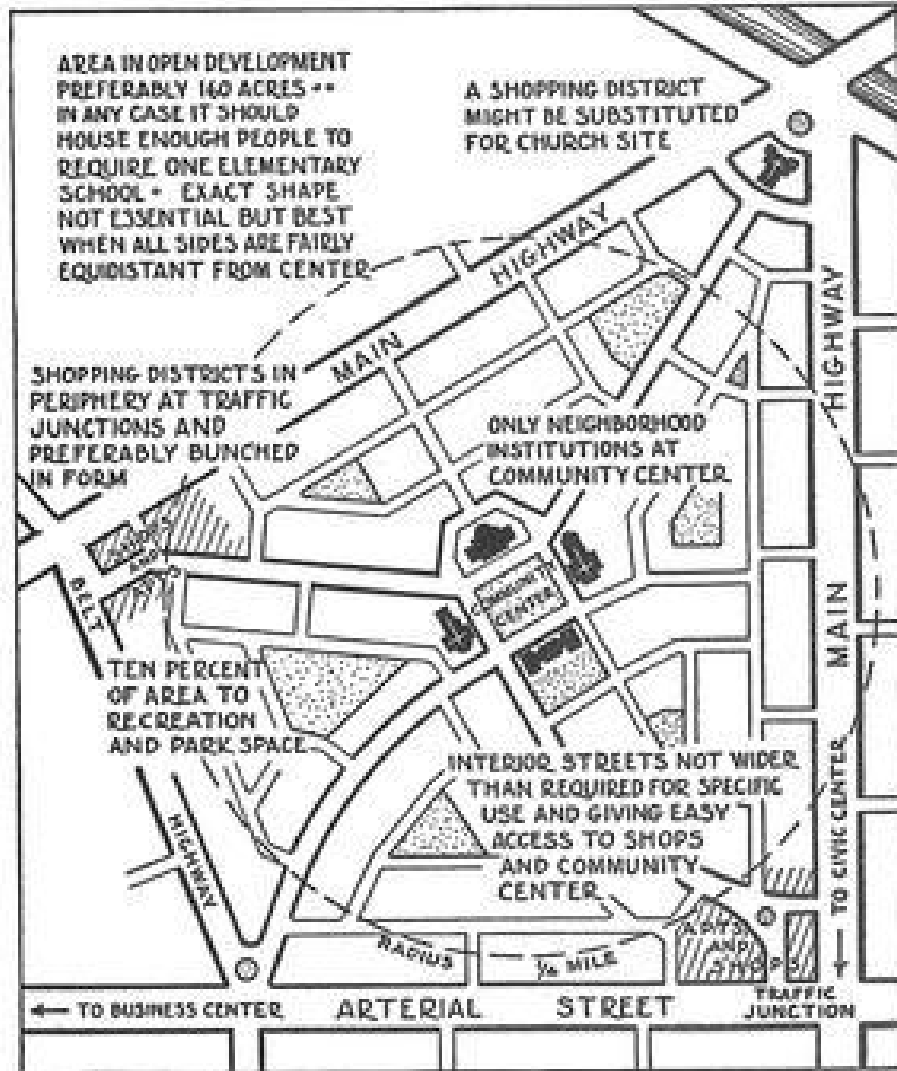 AREA IN OPEN DEVELOPMENT
PREFERABLY 160 ACRES --
IN ANY CASE IT SHOULD
HOUSE ENOUGH PEOPLE TO
REQUIRE ONE ELEMENTARY
SCHOOL • EXACT SHAPE
NOT ESSENTIAL BUT BEST
WHEN ALL SIDES ARE FAIRLY
EQUIDISTANT FROM CENTER
A SHOPPING DISTRICT
MIGHT BE SUBSTITUTED
FOR CHURCH SITE
MAIN HIGHWAY
SHOPPING DISTRICTS IN
PERIPHERY AT TRAFFIC
JUNCTIONS AND
PREFERABLY BUNCHED
IN FORM
ONLY NEIGHBORHOOD
INSTITUTIONS AT
COMMUNITY CENTER
MAIN HIGHWAY
SHOPS
AND
APTS
COMMUNITY
CENTER
BELT HIGHWAY
TEN PERCENT
OF AREA TO
RECREATION
AND PARK SPACE
INTERIOR STREETS NOT WIDER
THAN REQUIRED FOR SPECIFIC
USE AND GIVING EASY
ACCESS TO SHOPS
AND COMMUNITY
CENTER
TO CIVIC CENTER
APTS
AND
SHOPS
RADIUS 1/4 MILE
TRAFFIC
JUNCTION
TO BUSINESS CENTER
ARTERIAL STREET